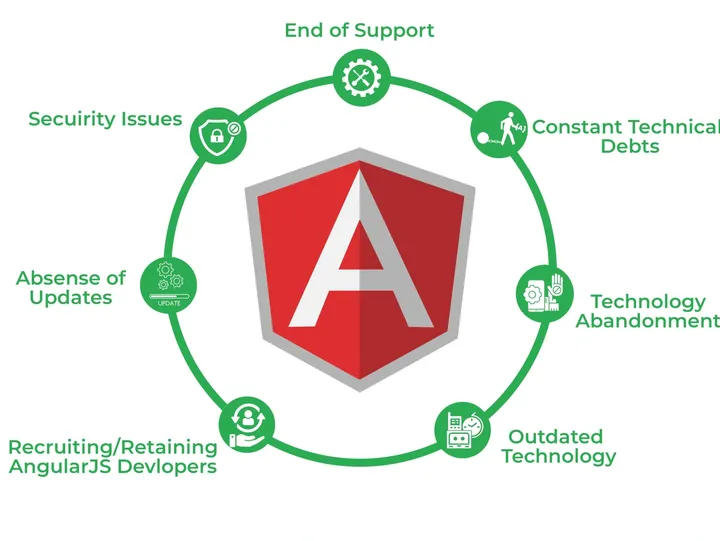 End of Support
Secuirity Issues
Constant Technical
Debts
Absense of
Updates
UPDATE
Technology
Abandonment
Recruiting/Retaining
AngularJS Devlopers
Outdated
Technology
A